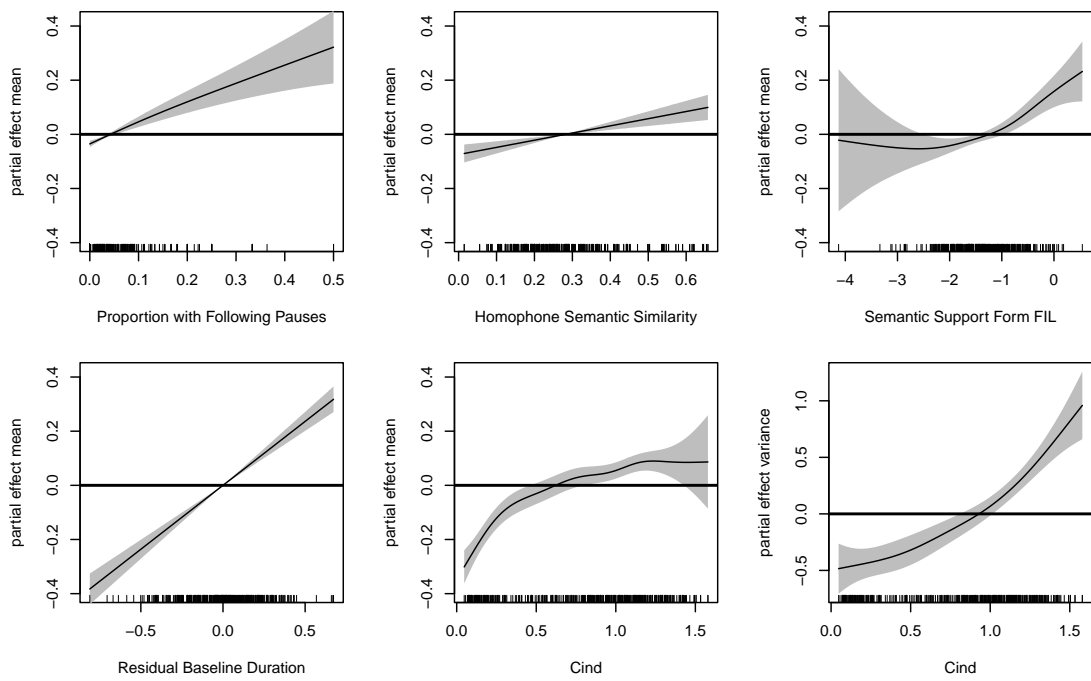 partial effect mean
0.4
0.2
0.0
−0.2
−0.4
0.0 0.1 0.2 0.3 0.4 0.5
Proportion with Following Pauses
partial effect mean
0.4
0.2
0.0
−0.2
−0.4
0.0 0.1 0.2 0.3 0.4 0.5 0.6
Homophone Semantic Similarity
partial effect mean
0.4
0.2
0.0
−0.2
−0.4
−4 −3 −2 −1 0
Semantic Support Form FIL
partial effect mean
0.4
0.2
0.0
−0.2
−0.4
−0.5 0.0 0.5
Residual Baseline Duration
partial effect mean
0.4
0.2
0.0
−0.2
−0.4
0.0 0.5 1.0 1.5
Cind
partial effect variance
1.0
0.5
0.0
−0.5
0.0 0.5 1.0 1.5
Cind